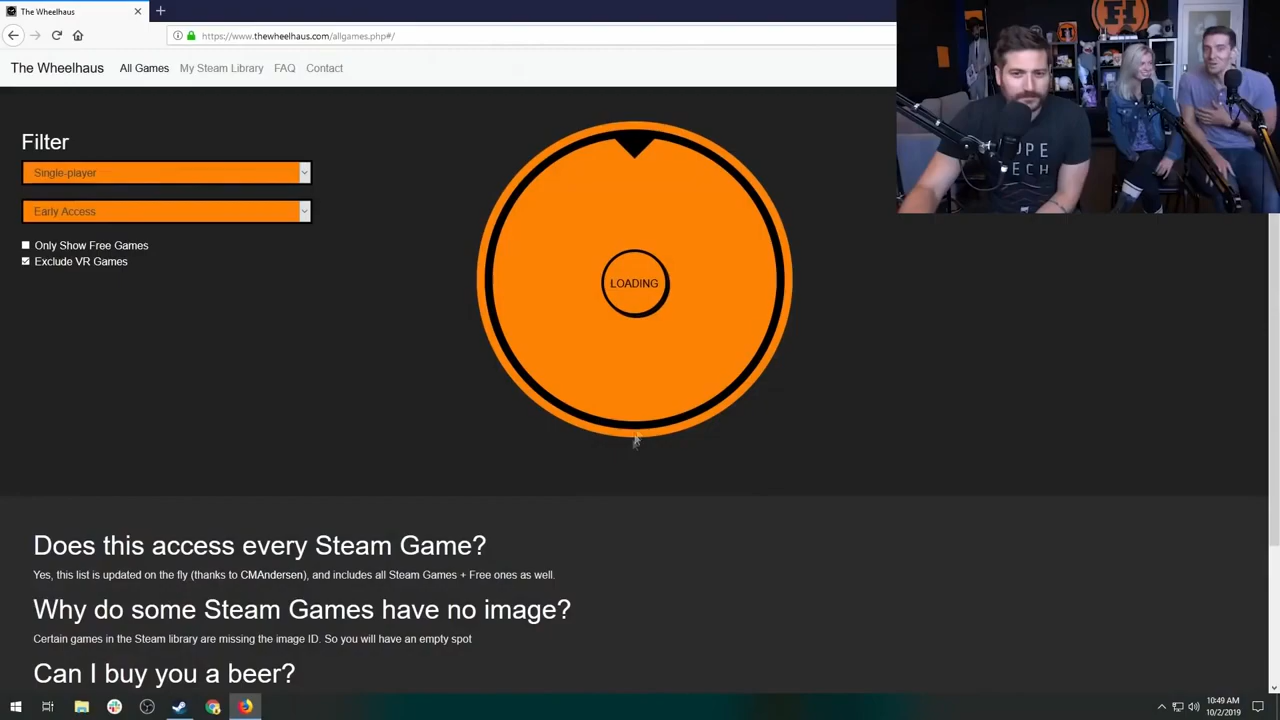 The Wheelhaus
https://www.thewheelhaus.com/allgames.php#/
The Wheelhaus
All Games
My Steam Library
FAQ
Contact
Filter
Single-player
Early Access
Only Show Free Games
Exclude VR Games
LOADING
Does this access every Steam Game?
Yes, this list is updated on the fly (thanks to CMAndersen), and includes all Steam Games + Free ones as well.
Why do some Steam Games have no image?
Certain games in the Steam library are missing the image ID. So you will have an empty spot
Can I buy you a beer?
10:49 AM
10/2/2019